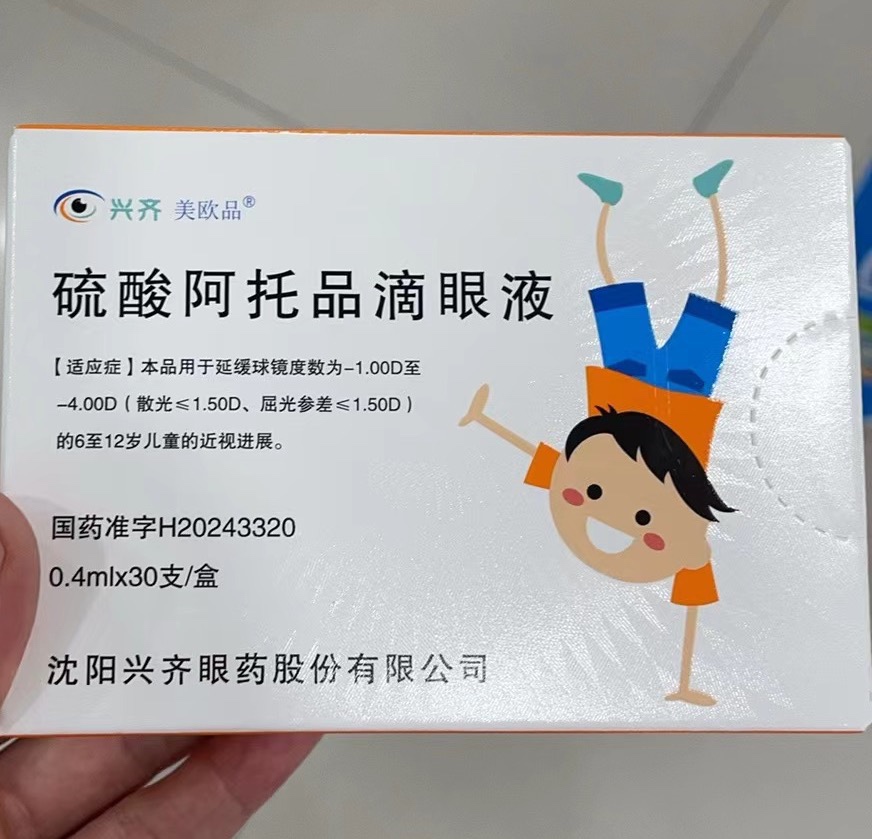 兴齐 美欧品®
硫酸阿托品滴眼液
【适应症】本品用于延缓球镜度数为-1.00D至
-4.00D(散光≤1.50D、屈光参差≤1.50D)
的6至12岁儿童的近视进展。
国药准字H20243320
0.4mlx30支/盒
沈阳兴齐眼药股份有限公司